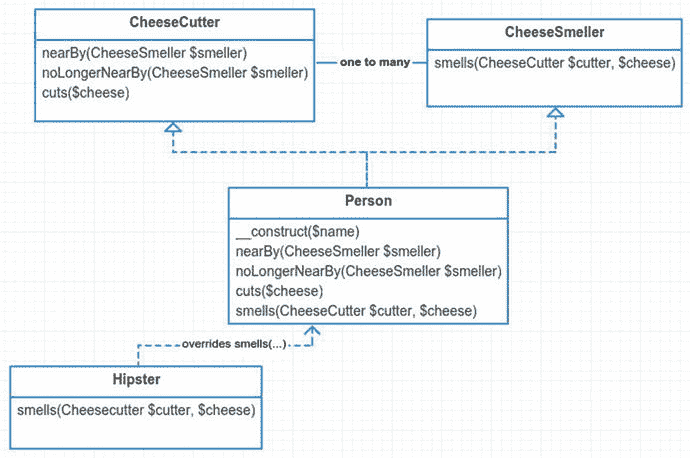 CheeseCutter
nearBy(CheeseSmeller $smeller)
noLongerNearBy(CheeseSmeller $smeller)
cuts($cheese)
one to many
CheeseSmeller
smells(CheeseCutter $cutter, $cheese)
Person
__construct($name)
nearBy(CheeseSmeller $smeller)
noLongerNearBy(CheeseSmeller $smeller)
cuts($cheese)
smells(CheeseCutter $cutter, $cheese)
overrides smells(...)
Hipster
smells(Cheesecutter $cutter, $cheese)